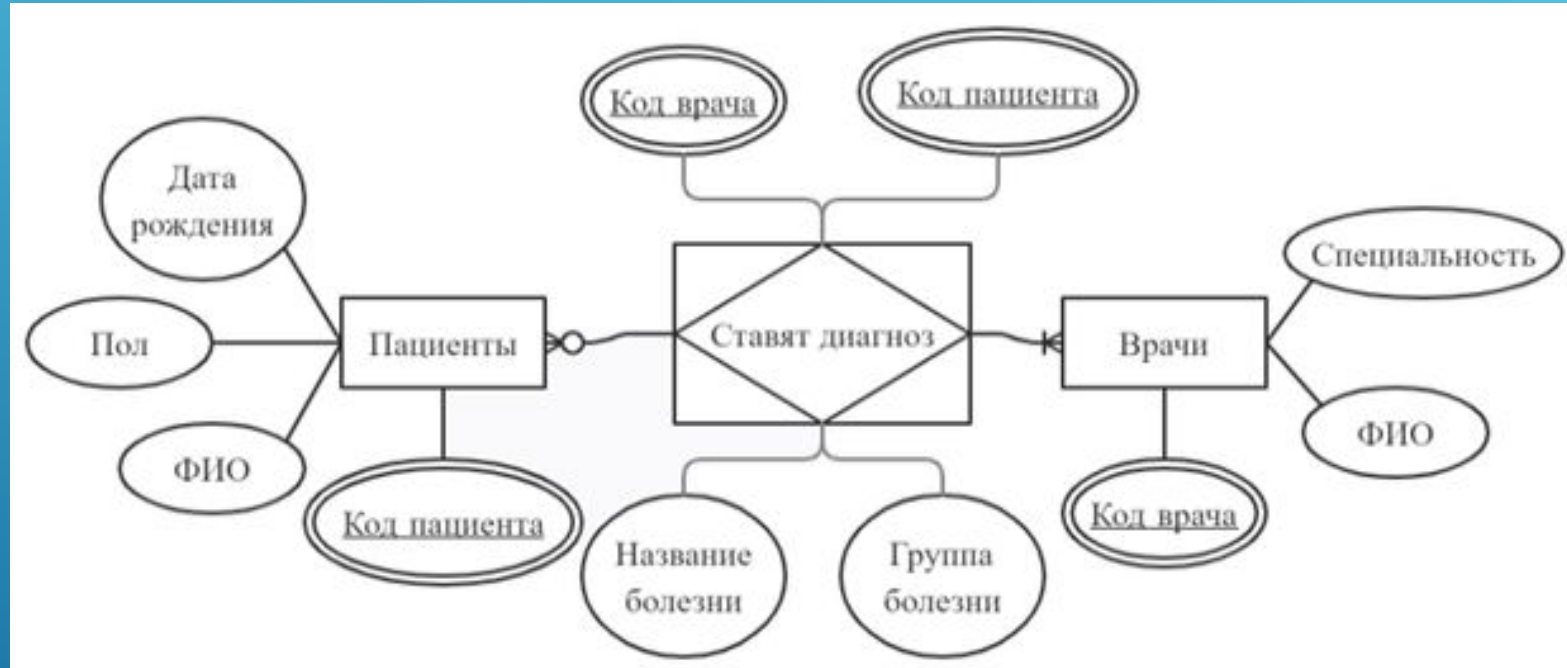 Код врача
Код пациента
Дата
рождения
Специальность
Пол
Пациенты
Ставят диагноз
Врачи
ФИО
ФИО
Код пациента
Код врача
Название
болезни
Группа
болезни